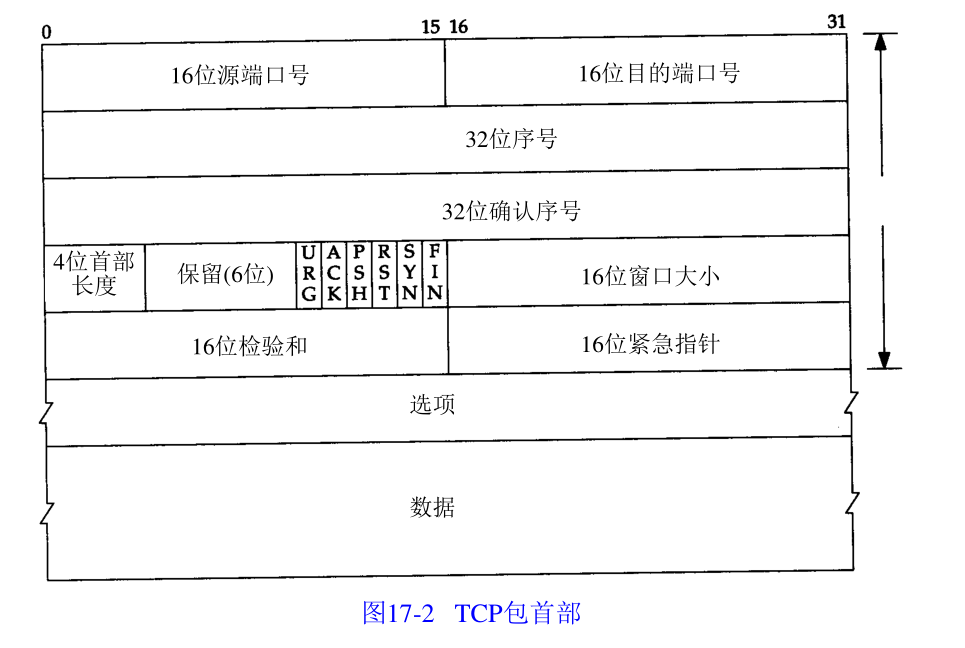 0 15 16 31
16位源端口号 16位目的端口号
32位序号
32位确认序号
4位首部长度 保留(6位) URG ACK PSH RST SYN FIN 16位窗口大小
16位检验和 16位紧急指针
选项
数据
图17-2 TCP包首部